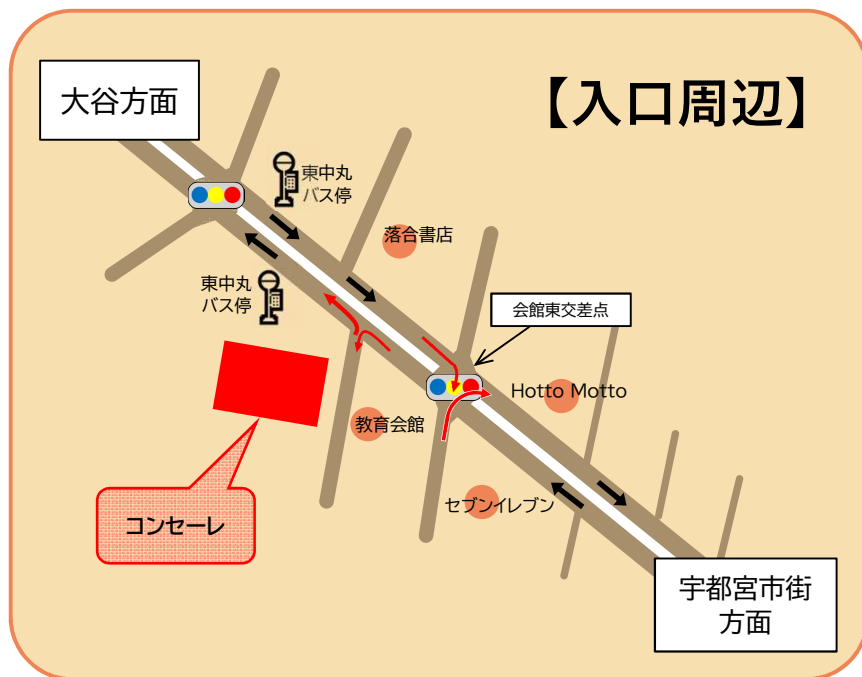 【入口周辺】
大谷方面
東中丸
バス停
落合書店
東中丸
バス停
会館東交差点
Hotto Motto
教育会館
セブンイレブン
コンセーレ
宇都宮市街
方面